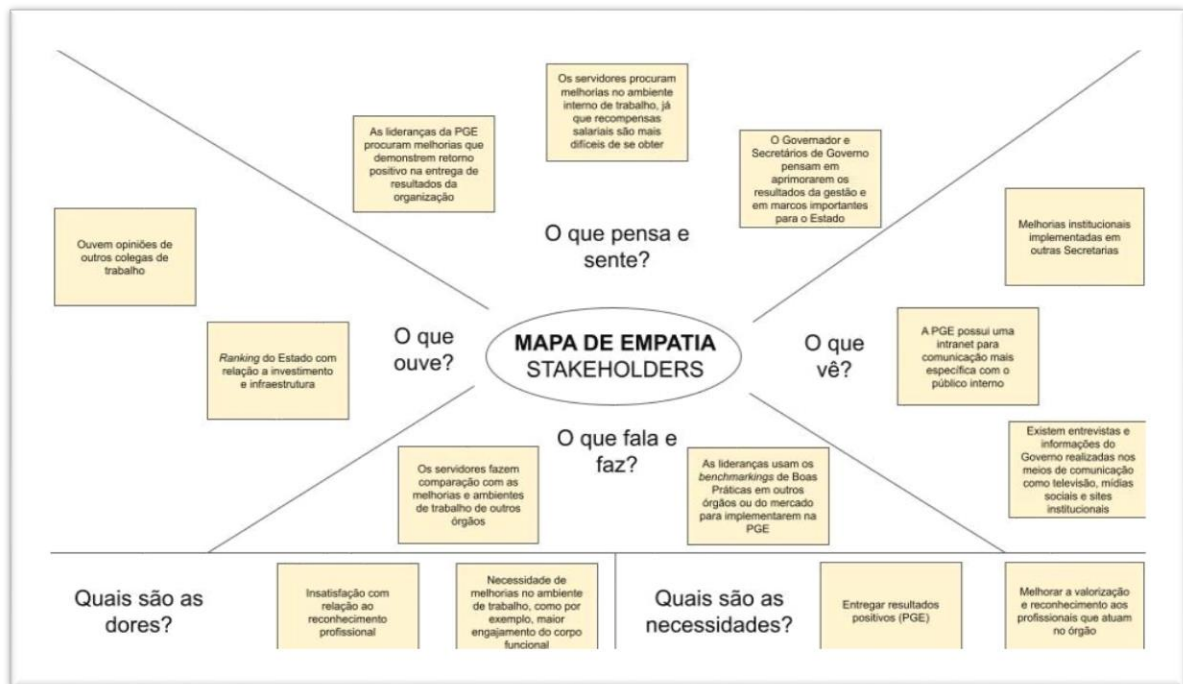 Os servidores procuram
melhorias no ambiente
interno de trabalho, já
que recompensas
salariais são mais
difíceis de se obter
As lideranças da PGE
procuram melhorias que
demonstrem retorno
positivo na entrega de
resultados da
organização
O Governador e
Secretários de Governo
pensam em
aprimorarem os
resultados da gestão e
em marcos importantes
para o Estado
O que pensa e
sente?
Ouvem opiniões de
outros colegas de
trabalho
Ranking do Estado com
relação a investimento
e infraestrutura
O que
ouve?
MAPA DE EMPATIA
STAKEHOLDERS
O que
vê?
Melhorias institucionais
implementadas em
outras Secretarias
A PGE possui uma
intranet para
comunicação mais
específica com o
público interno
Existem entrevistas e
informações do
Governo realizadas nos
meios de comunicação
como televisão, mídias
sociais e sites
institucionais
O que fala e
faz?
Os servidores fazem
comparação com as
melhorias e ambientes
de trabalho de outros
órgãos
As lideranças usam os
benchmarkings de Boas
Práticas em outros
órgãos ou do mercado
para implementarem na
PGE
Quais são as
dores?
Insatisfação com
relação ao
reconhecimento
profissional
Necessidade de
melhorias no ambiente
de trabalho, como por
exemplo, maior
engajamento do corpo
funcional
Quais são as
necessidades?
Entregar resultados
positivos (PGE)
Melhorar a valorização
e reconhecimento aos
profissionais que atuam
no órgão